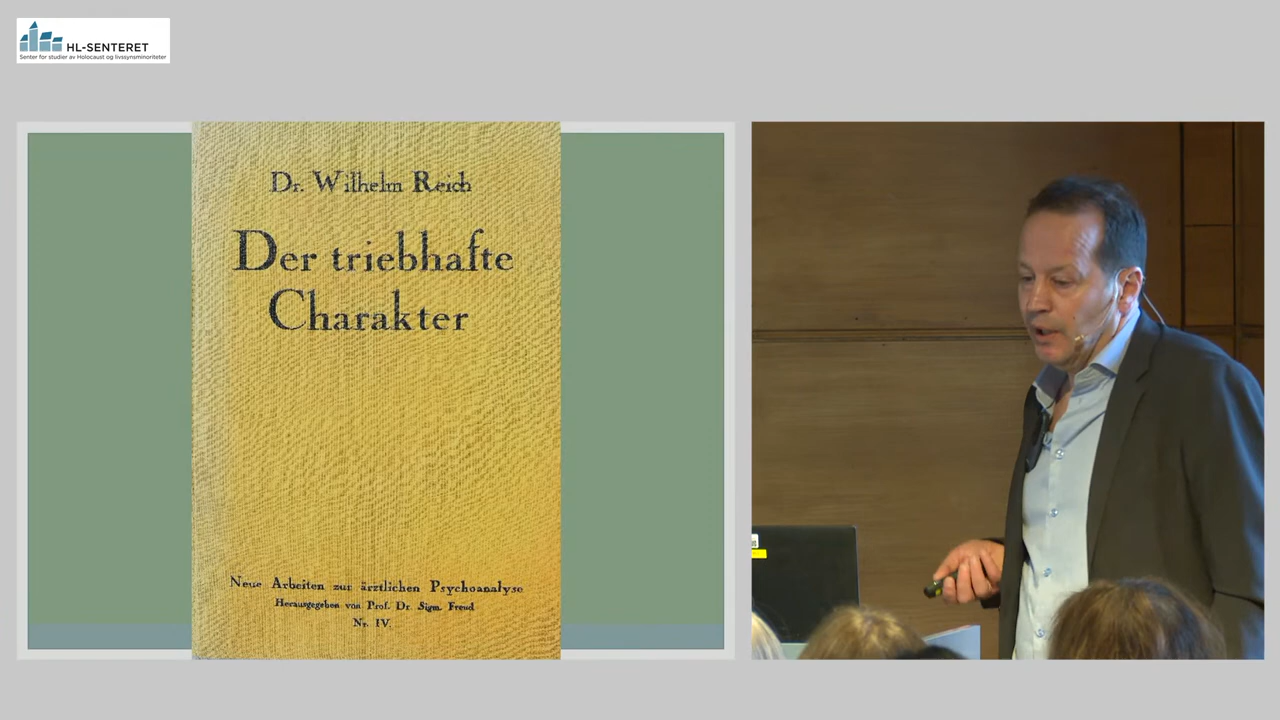 HL-SENTERET
Senter for studier av Holocaust og livssynsminoriteter
Dr. Wilhelm Reich
Der triebhafte
Charakter
Neue Arbeiten zur ärztlichen Psychoanalyse
Herausgegeben von Prof. Dr. Sigm. Freud
Nr. IV.